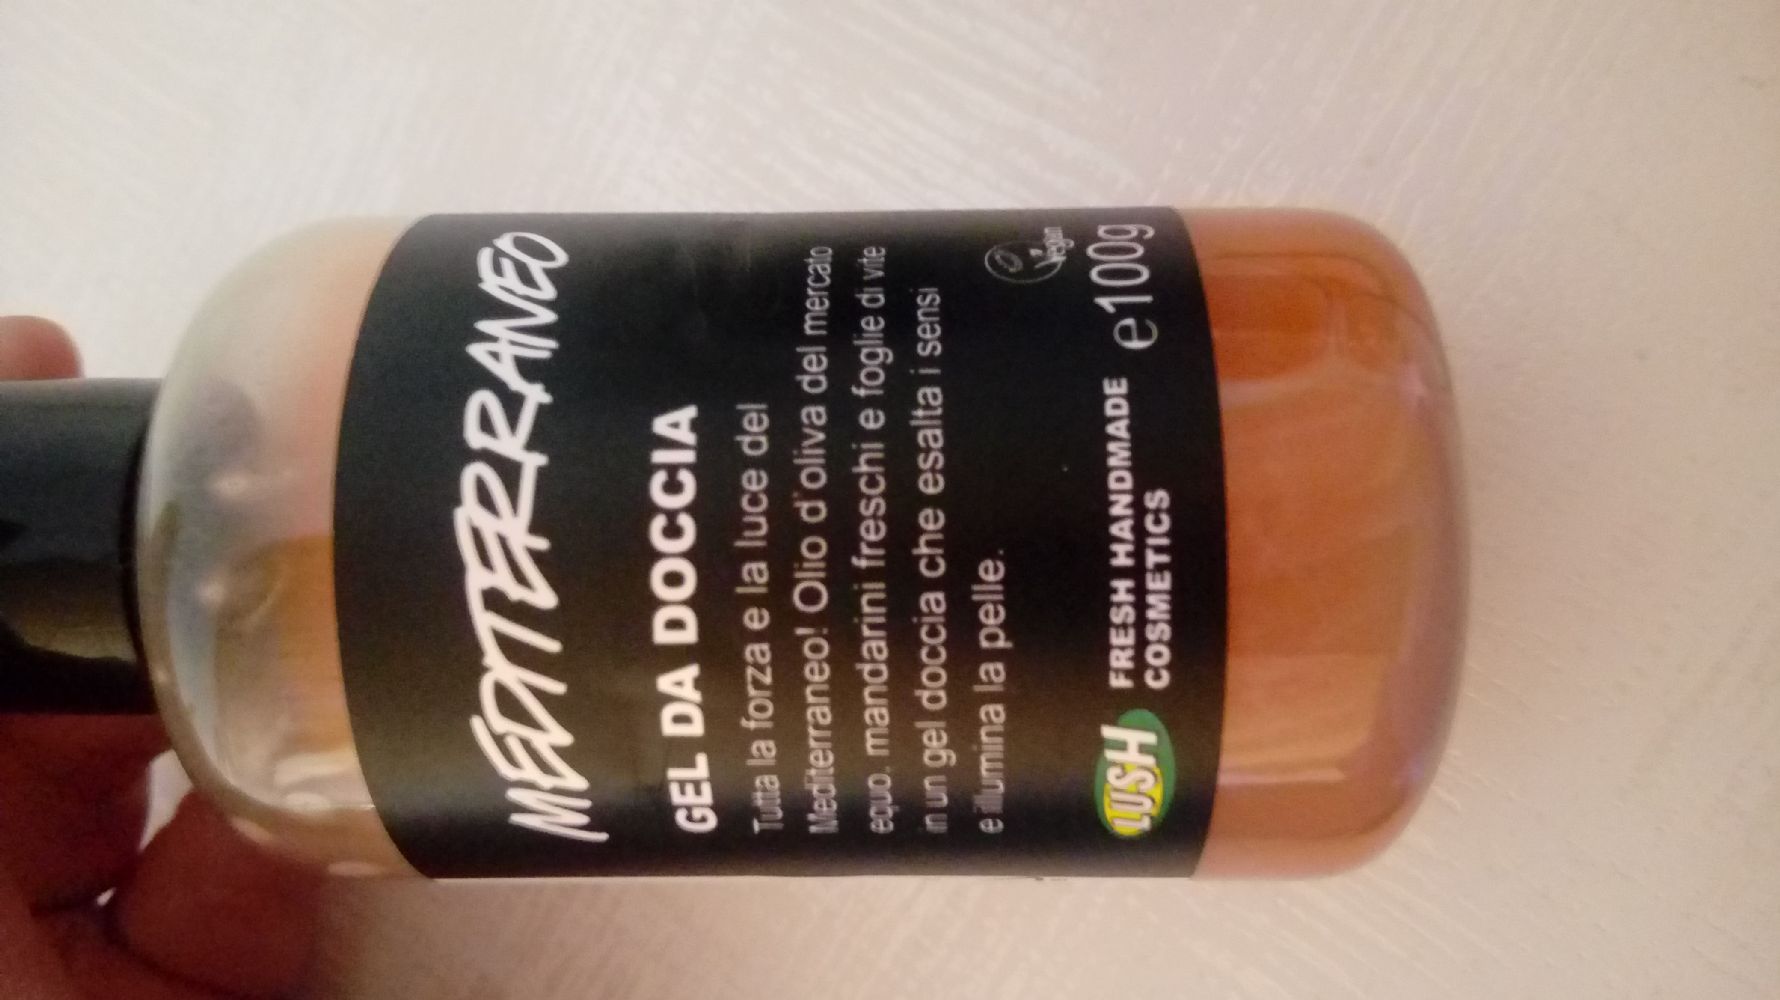 MEDITERRANEO
GEL DA DOCCIA
Tutta la forza e la luce del
Mediterraneo! Olio d'oliva del mercato
equo, mandarini freschi e foglie di vite
in un gel doccia che esalta i sensi
e illumina la pelle.
Vegan
LUSH
FRESH HANDMADE
COSMETICS
e100g